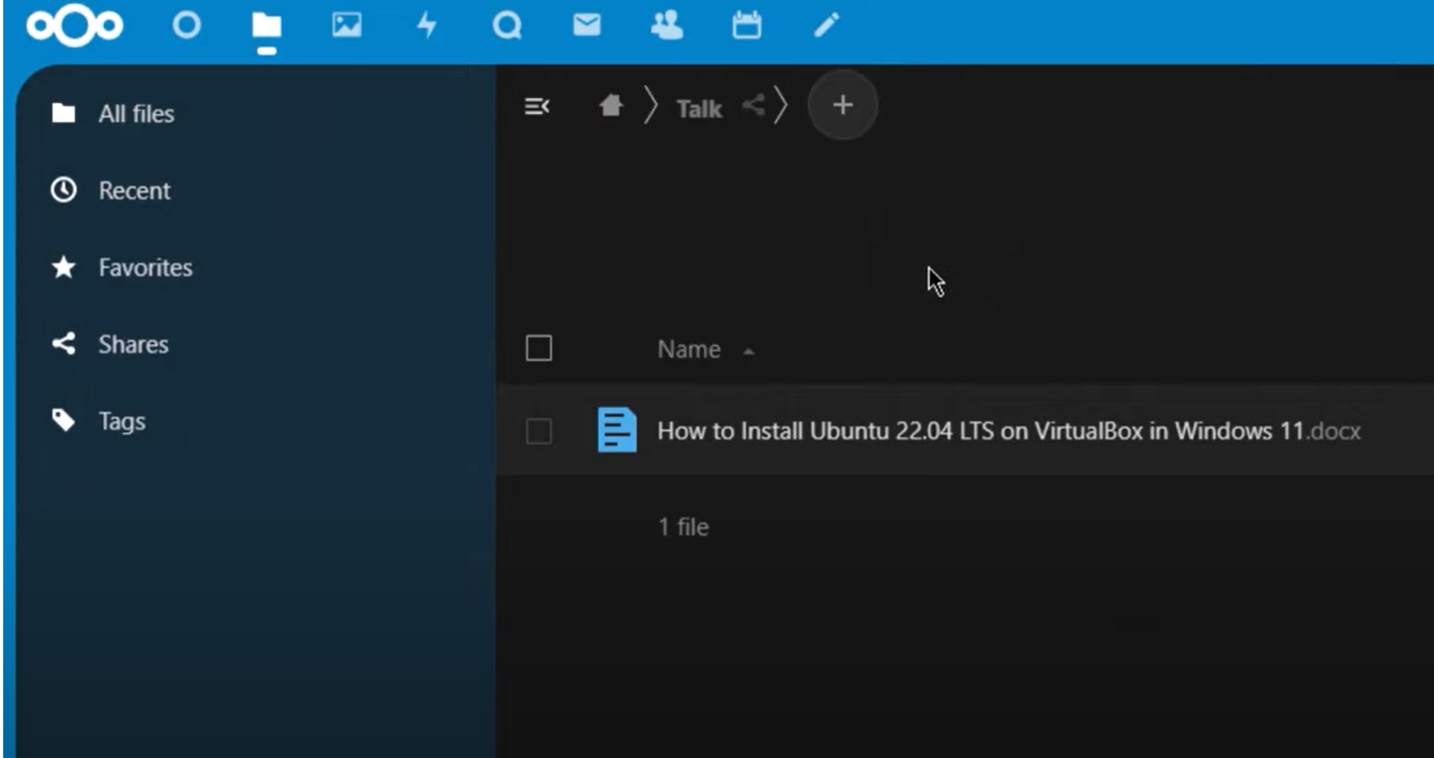 All files
Recent
Favorites
Shares
Tags
Talk
Name
How to Install Ubuntu 22.04 LTS on VirtualBox in Windows 11.docx
1 file